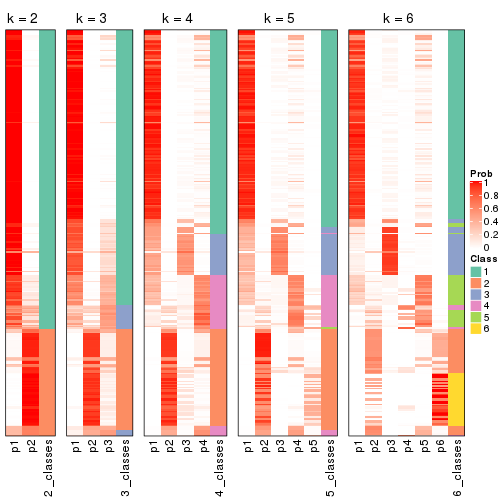 k = 2
k = 3
k = 4
k = 5
k = 6
p1
p2
2_classes
p1
p2
p3
3_classes
p1
p2
p3
p4
4_classes
p1
p2
p3
p4
p5
5_classes
p1
p2
p3
p4
p5
p6
6_classes
Prob
1
0.8
0.6
0.4
0.2
0
Class
1
2
3
4
5
6